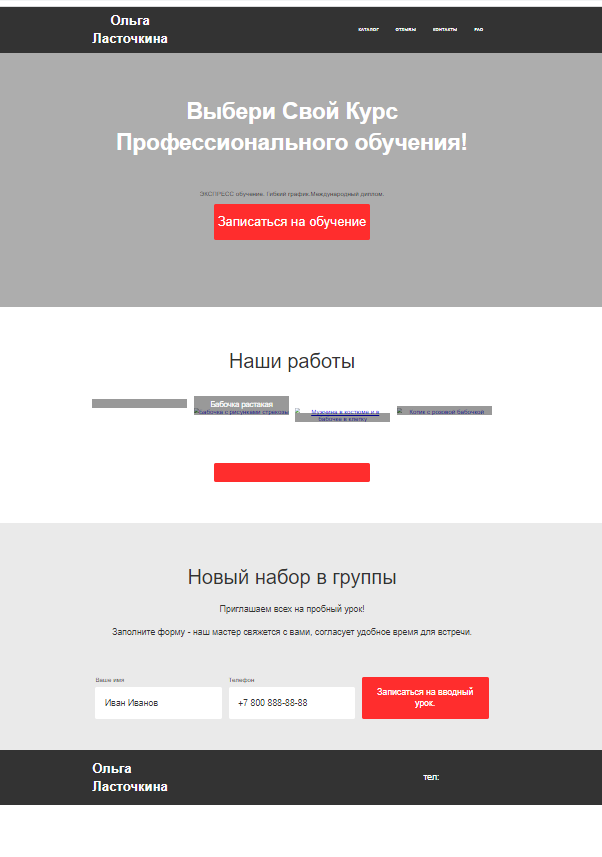 Ольга
Ласточкина
КАТАЛОГ ОТЗЫВЫ КОНТАКТЫ FAQ
Выбери Свой Курс
Профессионального обучения!
ЭКСПРЕСС обучение. Гибкий график.Международный диплом.
Записаться на обучение
Наши работы
Бабочка растакая
Бабочка с рисунками стрекозы
Мужчина в костюме и в
бабочке в клетку
Котик с розовой бабочкой
Новый набор в группы
Приглашаем всех на пробный урок!
Заполните форму - наш мастер свяжется с вами, согласует удобное время для встречи.
Ваше имя Телефон
Иван Иванов +7 800 888-88-88
Записаться на вводный
урок.
Ольга
Ласточкина
тел: